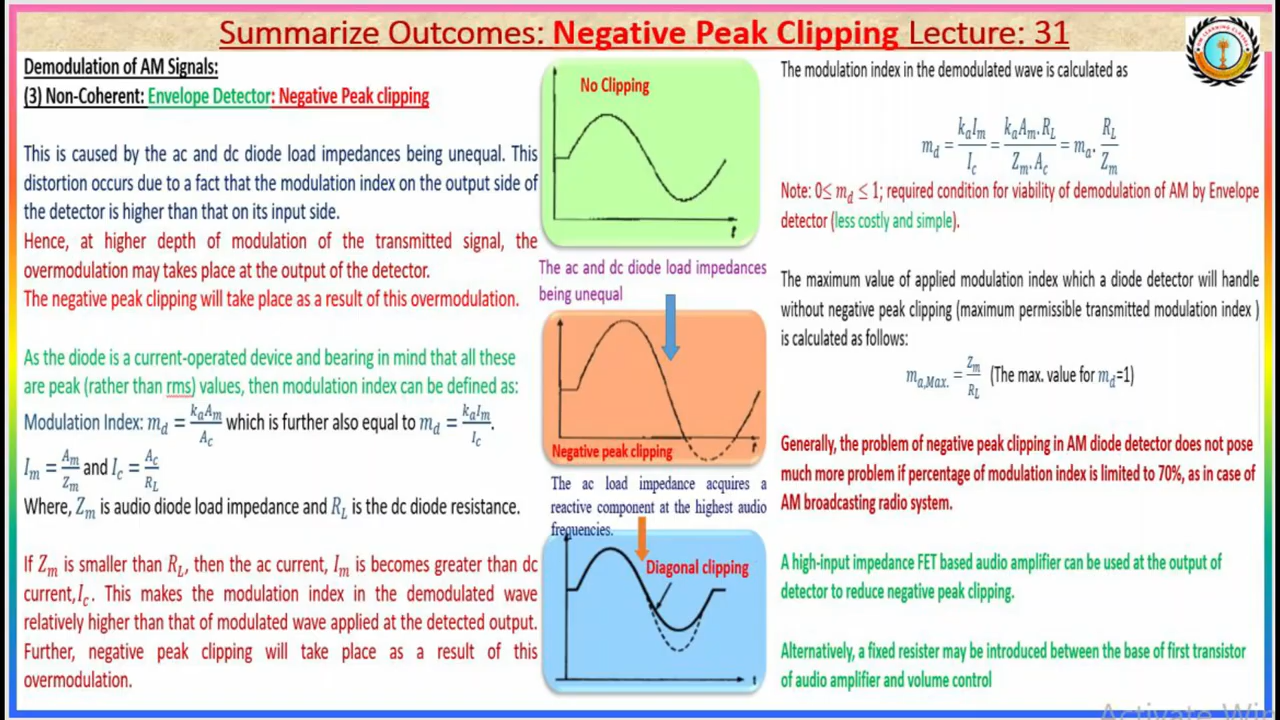 Summarize Outcomes: Negative Peak Clipping Lecture: 31
Demodulation of AM Signals:
(3) Non-Coherent: Envelope Detector: Negative Peak clipping
This is caused by the ac and dc diode load impedances being unequal. This
distortion occurs due to a fact that the modulation index on the output side of
the detector is higher than that on its input side.
Hence, at higher depth of modulation of the transmitted signal, the
overmodulation may takes place at the output of the detector.
The negative peak clipping will take place as a result of this overmodulation.
As the diode is a current-operated device and bearing in mind that all these
are peak (rather than rms) values, then modulation index can be defined as:
Modulation Index: m_d = k_a A_m / A_c which is further also equal to m_d = k_a I_m / I_c.
I_m = A_m / Z_m and I_c = A_c / R_L
Where, Z_m is audio diode load impedance and R_L is the dc diode resistance.
If Z_m is smaller than R_L, then the ac current, I_m is becomes greater than dc
current, I_c. This makes the modulation index in the demodulated wave
relatively higher than that of modulated wave applied at the detected output.
Further, negative peak clipping will take place as a result of this
overmodulation.
No Clipping
t
The ac and dc diode load impedances
being unequal
Negative peak clipping
t
The ac load impedance acquires a
reactive component at the highest audio
frequencies.
Diagonal clipping
t
The modulation index in the demodulated wave is calculated as
m_d = k_a I_m / I_c = k_a A_m . R_L / Z_m . A_c = m_a . R_L / Z_m
Note: 0≤ m_d ≤ 1; required condition for viability of demodulation of AM by Envelope
detector (less costly and simple).
The maximum value of applied modulation index which a diode detector will handle
without negative peak clipping (maximum permissible transmitted modulation index )
is calculated as follows:
m_a,Max. = Z_m / R_L (The max. value for m_d=1)
Generally, the problem of negative peak clipping in AM diode detector does not pose
much more problem if percentage of modulation index is limited to 70%, as in case of
AM broadcasting radio system.
A high-input impedance FET based audio amplifier can be used at the output of
detector to reduce negative peak clipping.
Alternatively, a fixed resister may be introduced between the base of first transistor
of audio amplifier and volume control